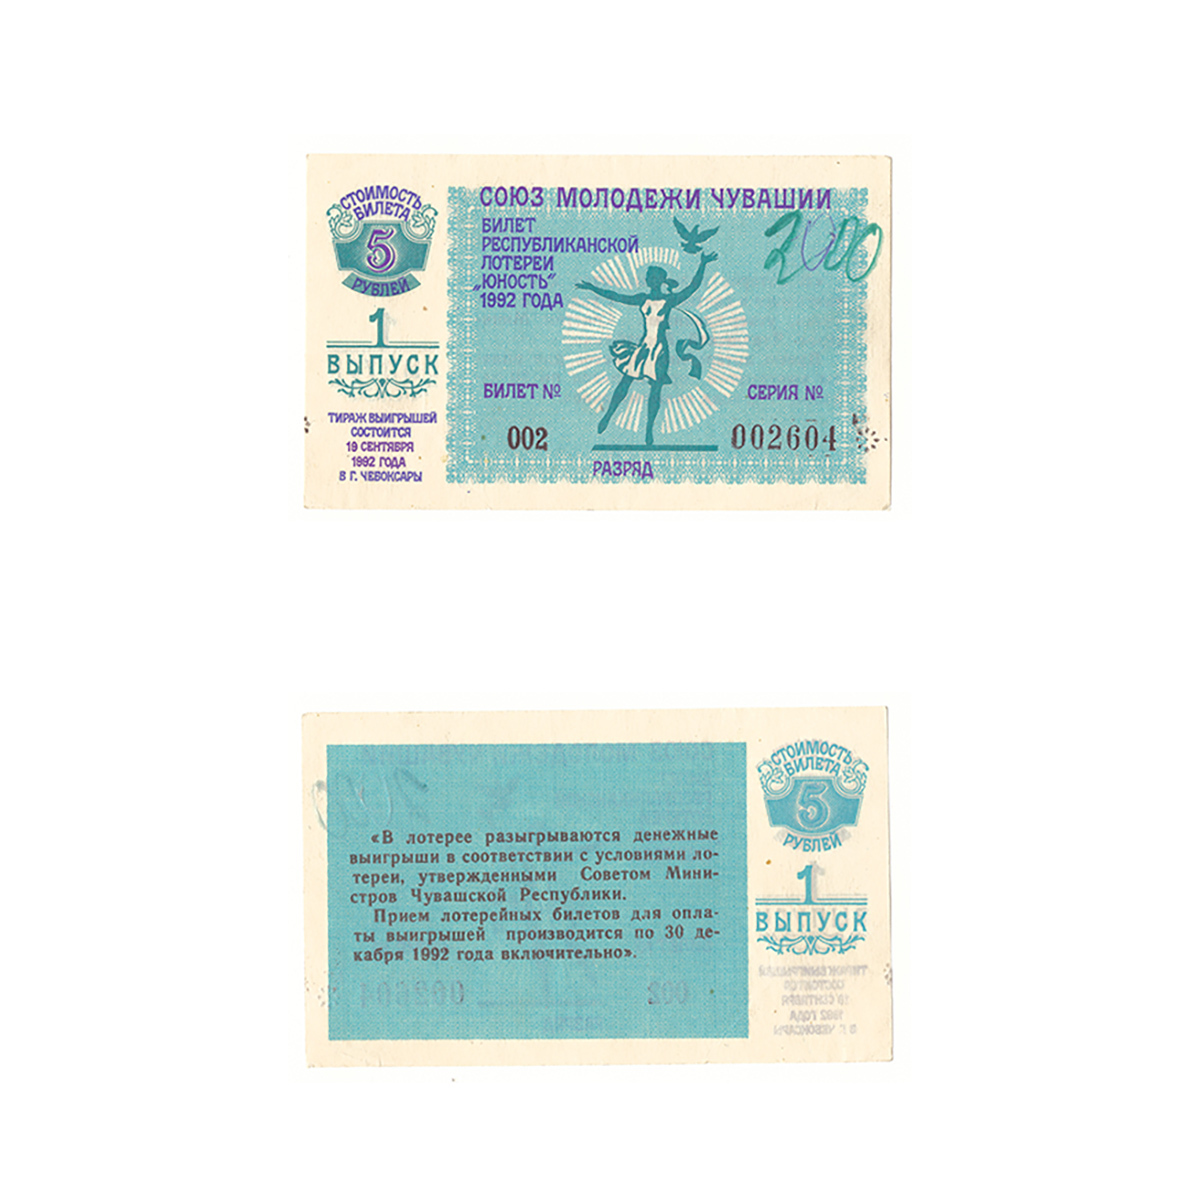 СТОИМОСТЬ
БИЛЕТА
5
РУБЛЕЙ
1
ВЫПУСК
ТИРАЖ ВЫИГРЫШЕЙ
СОСТОИТСЯ
19 СЕНТЯБРЯ
1992 ГОДА
В Г. ЧЕБОКСАРЫ
СОЮЗ МОЛОДЕЖИ ЧУВАШИИ
БИЛЕТ
РЕСПУБЛИКАНСКОЙ
ЛОТЕРЕИ
„ЮНОСТЬ“
1992 ГОДА
2000
БИЛЕТ № СЕРИЯ №
002 002604
РАЗРЯД
«В лотерее разыгрываются денежные
выигрыши в соответствии с условиями ло-
тереи, утвержденными Советом Мини-
стров Чувашской Республики.
Прием лотерейных билетов для опла-
ты выигрышей производится по 30 де-
кабря 1992 года включительно».
СТОИМОСТЬ
БИЛЕТА
5
РУБЛЕЙ
1
ВЫПУСК